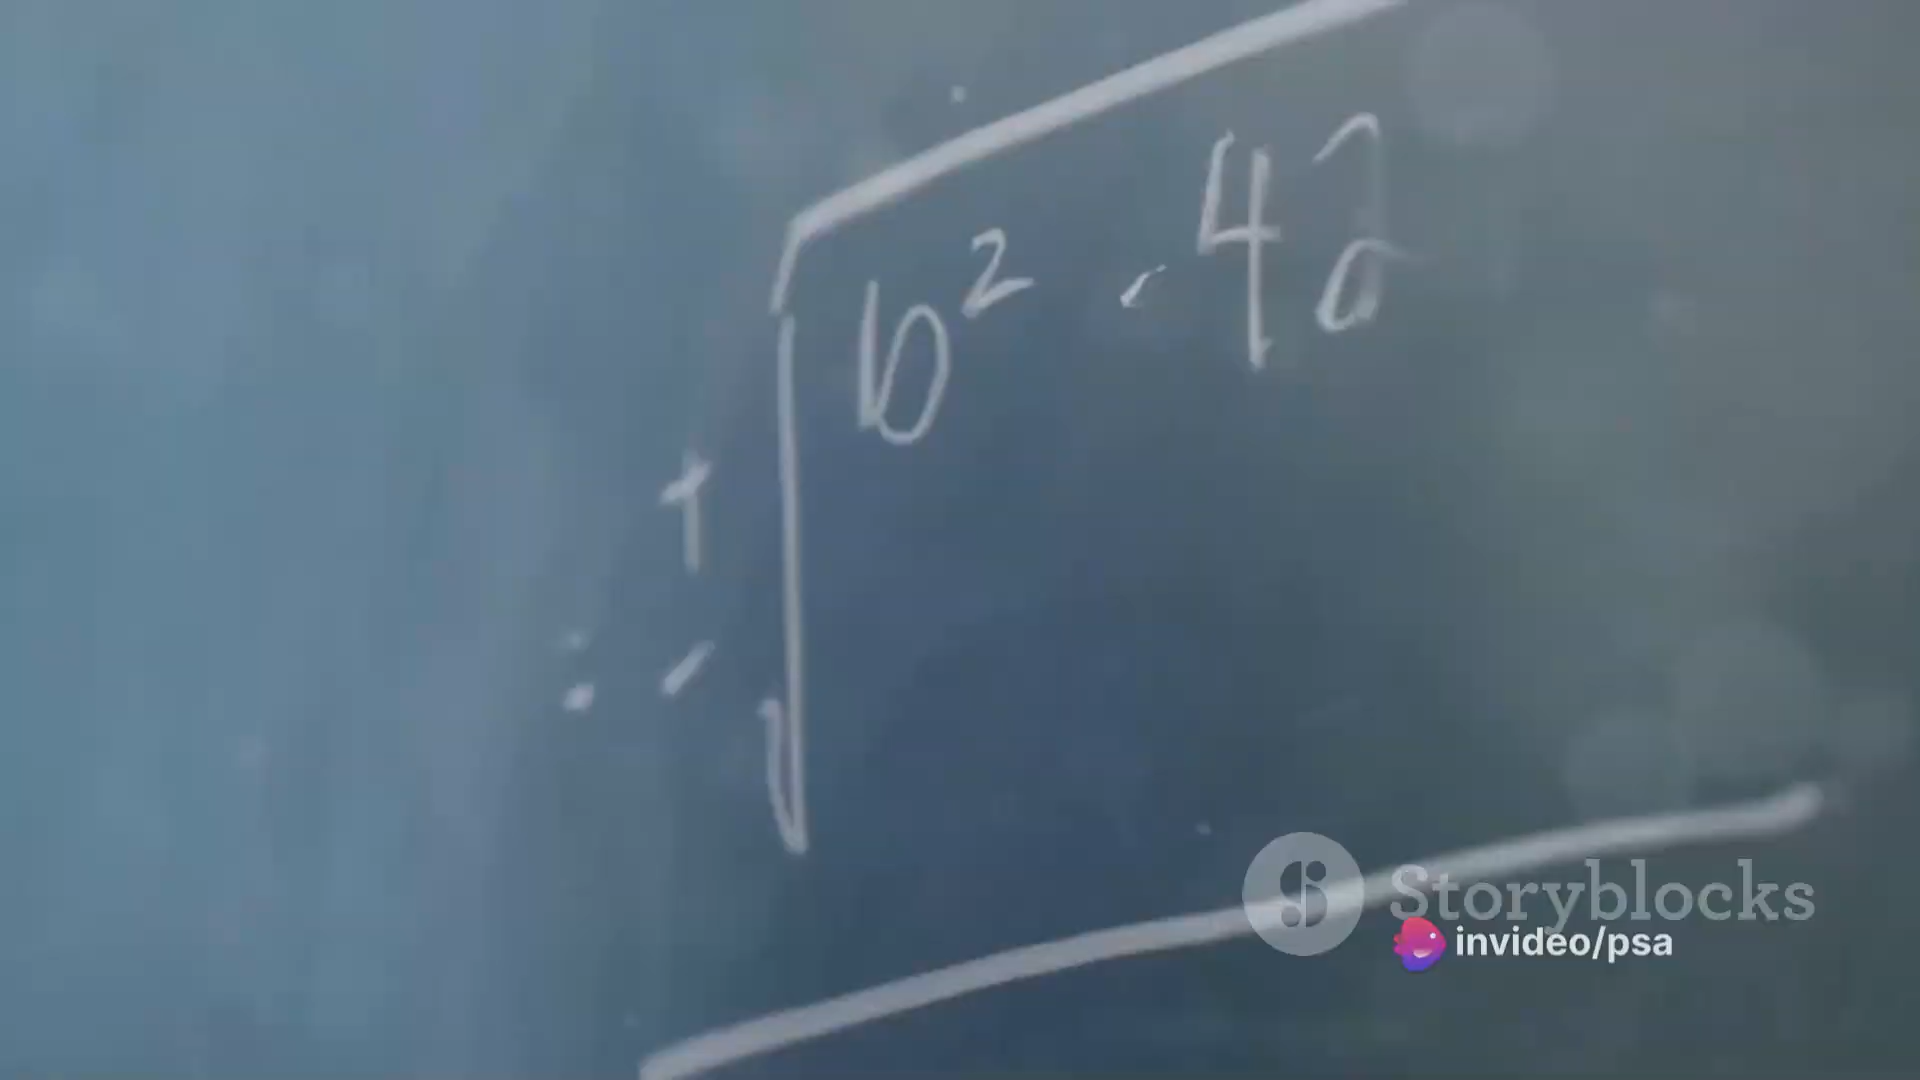 + √b² - 4a
-
Storyblocks
invideo/psa